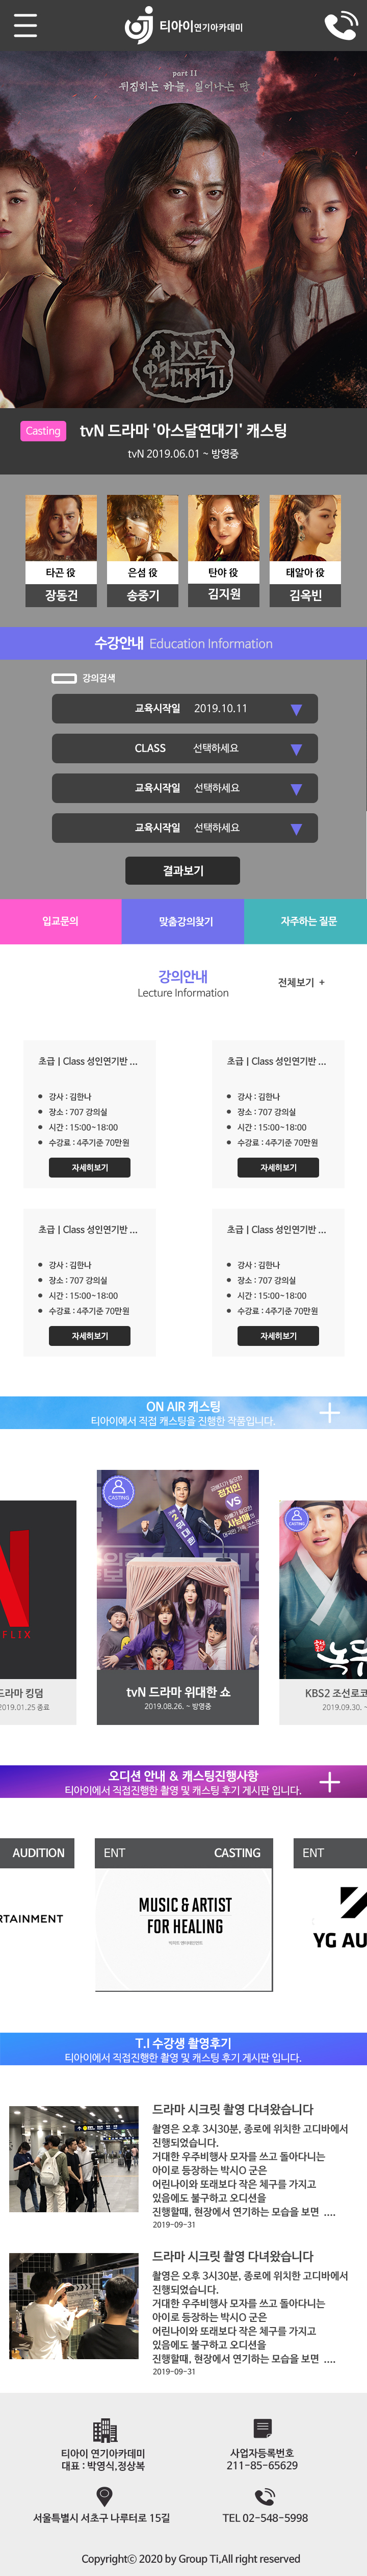 티아이연기아카데미
part II
뒤집히는 하늘, 일어나는 땅
아스달
연대기
Casting
tvN 드라마 '아스달연대기' 캐스팅
tvN 2019.06.01 ~ 방영중
타곤 役
은섬 役
탄야 役
태알아 役
장동건
송중기
김지원
김옥빈
수강안내 Education Information
강의검색
교육시작일 2019.10.11 ▼
CLASS 선택하세요 ▼
교육시작일 선택하세요 ▼
교육시작일 선택하세요 ▼
결과보기
입교문의
맞춤강의찾기
자주하는 질문
강의안내
Lecture Information
전체보기 +
초급 | Class 성인연기반 ...
• 강사 : 김한나
• 장소 : 707 강의실
• 시간 : 15:00~18:00
• 수강료 : 4주기준 70만원
자세히보기
초급 | Class 성인연기반 ...
• 강사 : 김한나
• 장소 : 707 강의실
• 시간 : 15:00~18:00
• 수강료 : 4주기준 70만원
자세히보기
초급 | Class 성인연기반 ...
• 강사 : 김한나
• 장소 : 707 강의실
• 시간 : 15:00~18:00
• 수강료 : 4주기준 70만원
자세히보기
초급 | Class 성인연기반 ...
• 강사 : 김한나
• 장소 : 707 강의실
• 시간 : 15:00~18:00
• 수강료 : 4주기준 70만원
자세히보기
ON AIR 캐스팅
티아이에서 직접 캐스팅을 진행한 작품입니다.
FLIX
드라마 킹덤
2019.01.25 종료
CASTING
정치인
VS
사남매
tvN 드라마 위대한 쇼
2019.08.26. ~ 방영중
CASTING
녹두
KBS2 조선로코
2019.09.30. ~
오디션 안내 & 캐스팅진행사항
티아이에서 직접진행한 촬영 및 캐스팅 후기 게시판 입니다.
AUDITION
RTAINMENT
ENT CASTING
MUSIC & ARTIST
FOR HEALING
ENT
YG AU
T.I 수강생 촬영후기
티아이에서 직접진행한 촬영 및 캐스팅 후기 게시판 입니다.
드라마 시크릿 촬영 다녀왔습니다
촬영은 오후 3시30분, 종로에 위치한 고디바에서
진행되었습니다.
거대한 우주비행사 모자를 쓰고 돌아다니는
아이로 등장하는 박시O 군은
어린나이와 또래보다 작은 체구를 가지고
있음에도 불구하고 오디션을
진행할때, 현장에서 연기하는 모습을 보면 ....
2019-09-31
드라마 시크릿 촬영 다녀왔습니다
촬영은 오후 3시30분, 종로에 위치한 고디바에서
진행되었습니다.
거대한 우주비행사 모자를 쓰고 돌아다니는
아이로 등장하는 박시O 군은
어린나이와 또래보다 작은 체구를 가지고
있음에도 불구하고 오디션을
진행할때, 현장에서 연기하는 모습을 보면 ....
2019-09-31
티아이 연기아카데미
대표 : 박영식,정상복
사업자등록번호
211-85-65629
서울특별시 서초구 나루터로 15길
TEL 02-548-5998
Copyrightⓒ 2020 by Group Ti,All right reserved